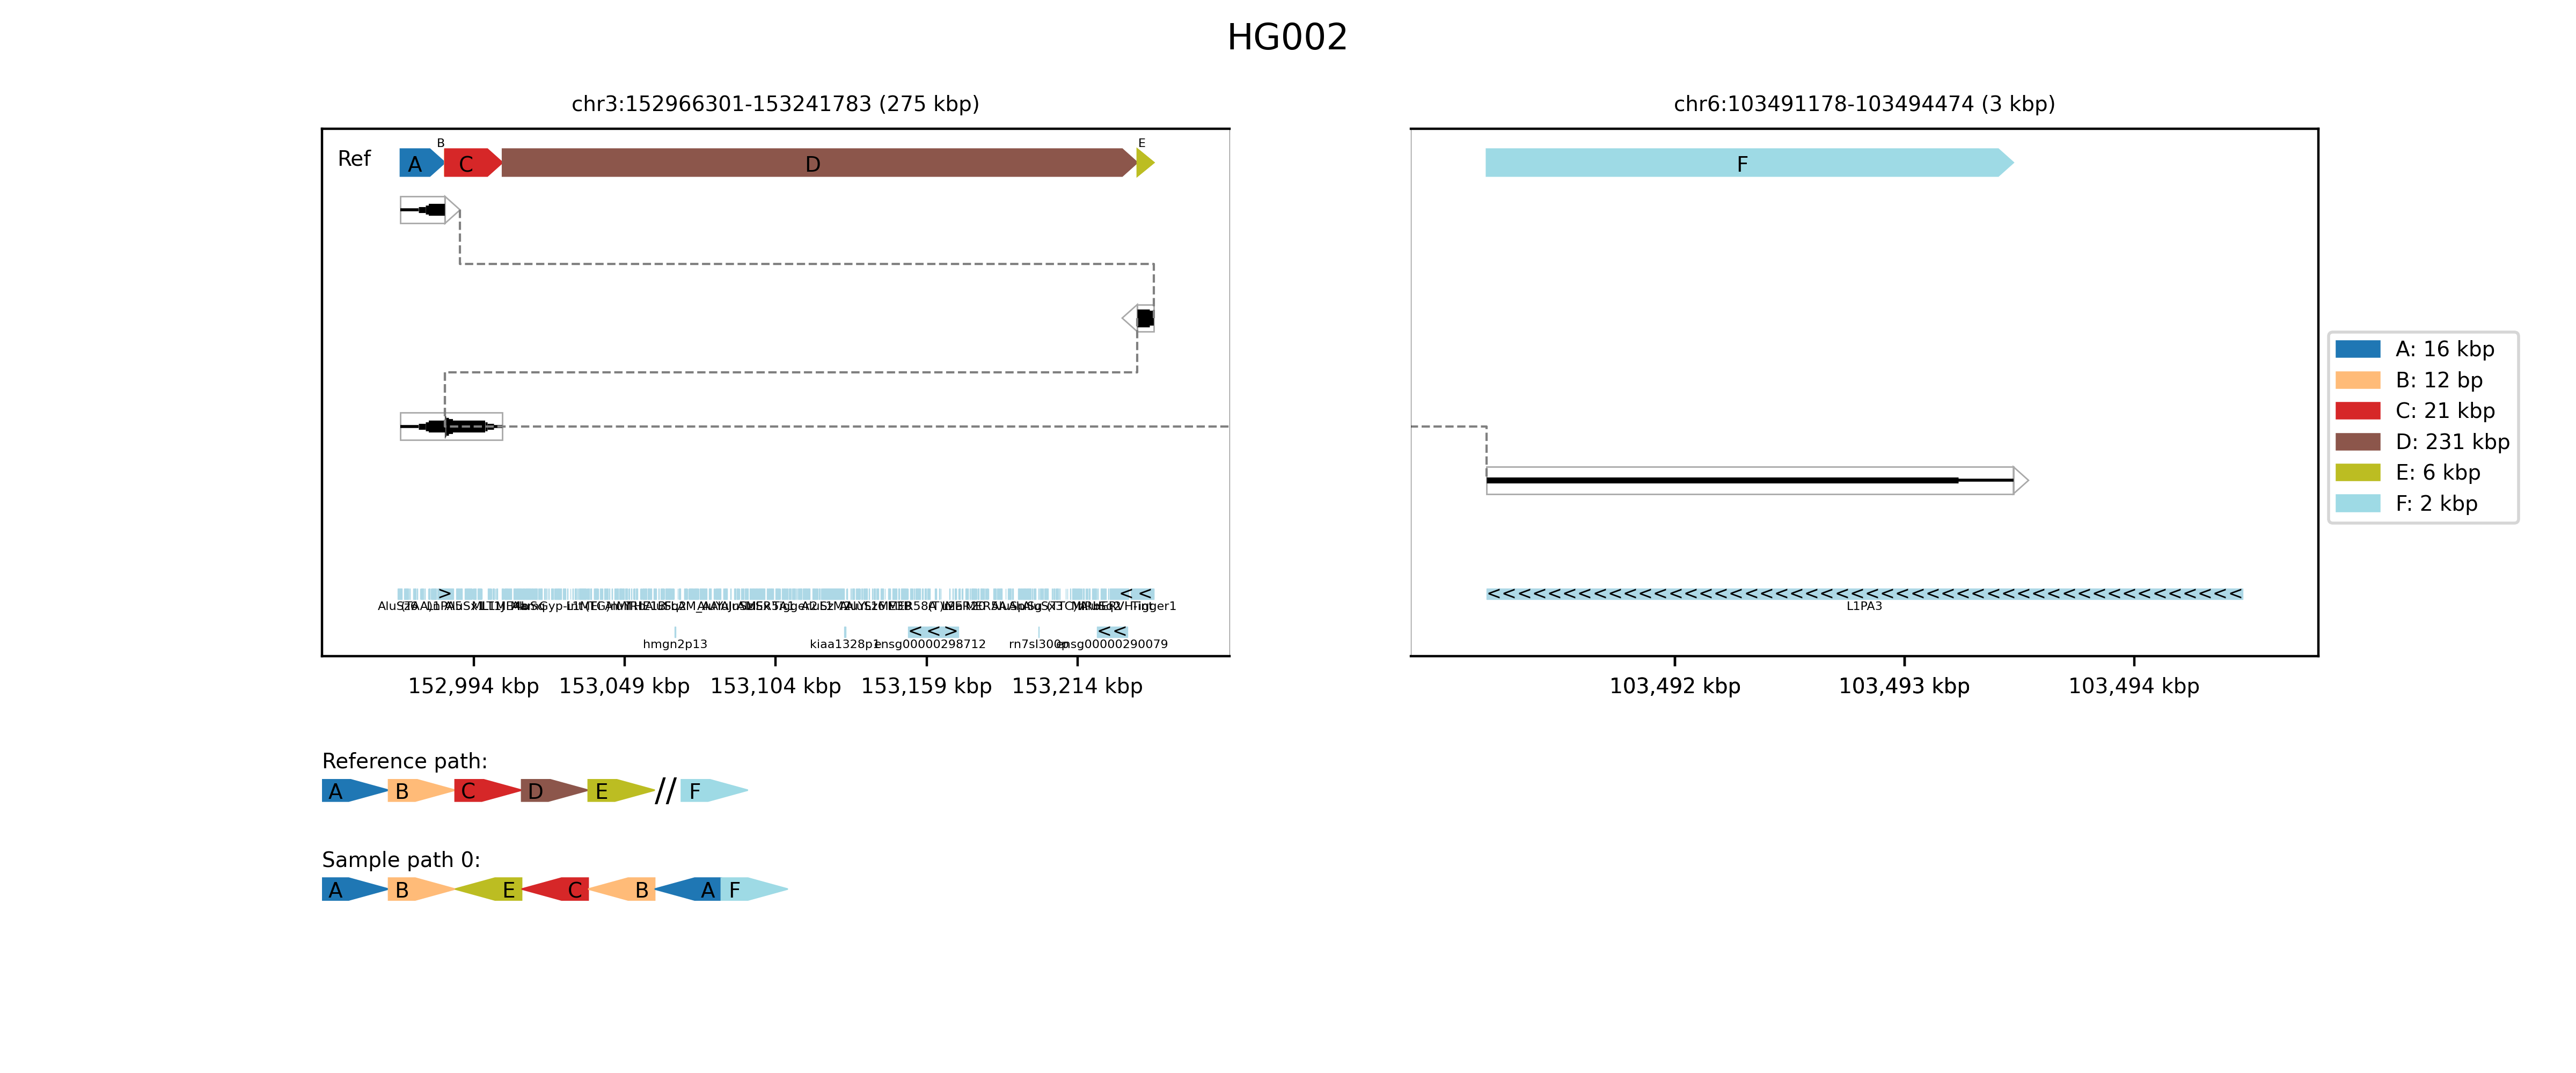 HG002
chr3:152966301-153241783 (275 kbp)
chr6:103491178-103494474 (3 kbp)
Ref
A
B
C
D
E
F
A: 16 kbp
B: 12 bp
C: 21 kbp
D: 231 kbp
E: 6 kbp
F: 2 kbp
>
< <
<<<<<<<<<<<<<<<<<<<<<<<<<<<<<<<<<<<<<<<<<<<<<<<<<<
L1PA3
< < >
< <
hmgn2p13
kiaa1328p1
ensg00000298712
rn7sl300p
ensg00000290079
152,994 kbp 153,049 kbp 153,104 kbp 153,159 kbp 153,214 kbp
103,492 kbp 103,493 kbp 103,494 kbp
Reference path:
A B C D E // F
Sample path 0:
A B E C B A F